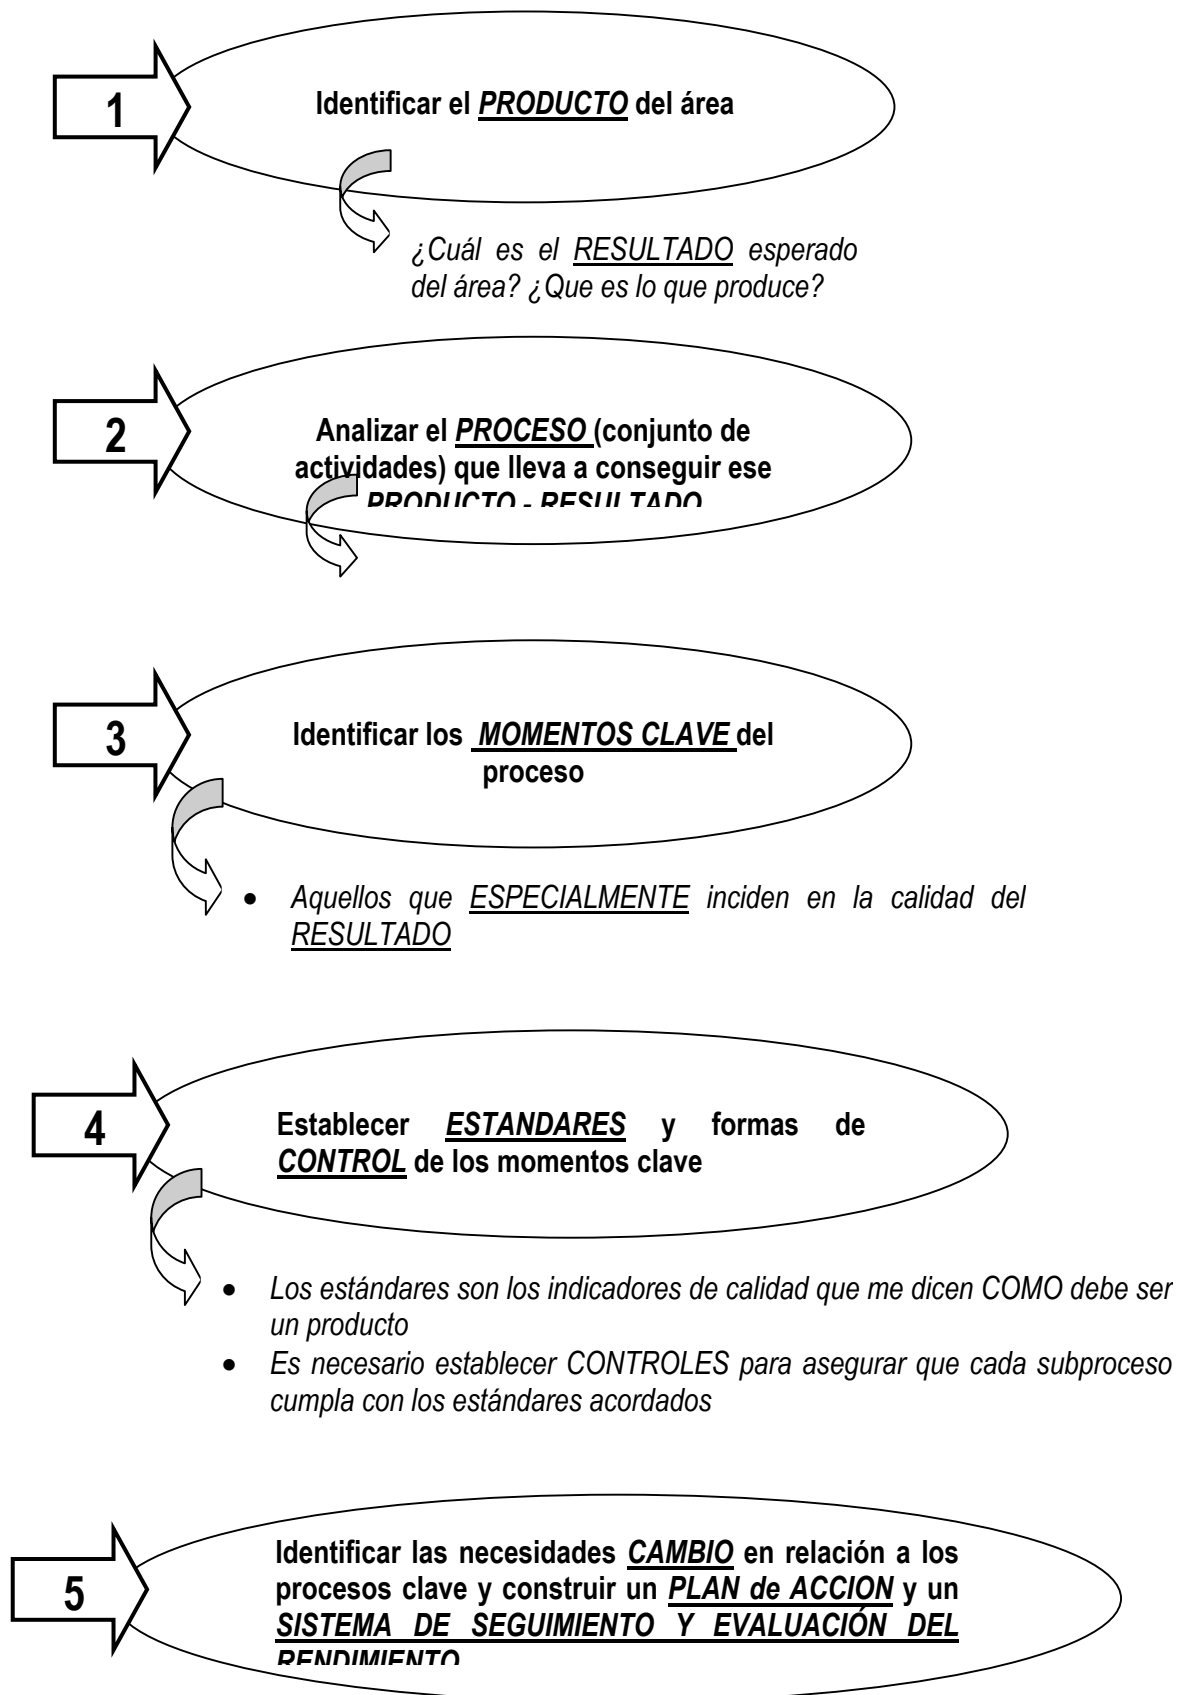 1
Identificar el PRODUCTO del área
¿Cuál es el RESULTADO esperado
del área? ¿Que es lo que produce?
2
Analizar el PROCESO (conjunto de
actividades) que lleva a conseguir ese
PRODUCTO - RESULTADO
3
Identificar los MOMENTOS CLAVE del
proceso
• Aquellos que ESPECIALMENTE inciden en la calidad del
RESULTADO
4
Establecer ESTANDARES y formas de
CONTROL de los momentos clave
• Los estándares son los indicadores de calidad que me dicen COMO debe ser
un producto
• Es necesario establecer CONTROLES para asegurar que cada subproceso
cumpla con los estándares acordados
5
Identificar las necesidades CAMBIO en relación a los
procesos clave y construir un PLAN de ACCION y un
SISTEMA DE SEGUIMIENTO Y EVALUACIÓN DEL
RENDIMIENTO